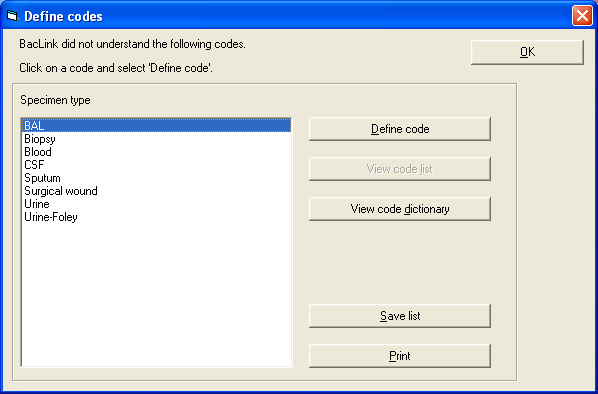 Define codes
BacLink did not understand the following codes.
OK
Click on a code and select 'Define code'.
Specimen type
BAL
Biopsy
Blood
CSF
Sputum
Surgical wound
Urine
Urine-Foley
Define code
View code list
View code dictionary
Save list
Print